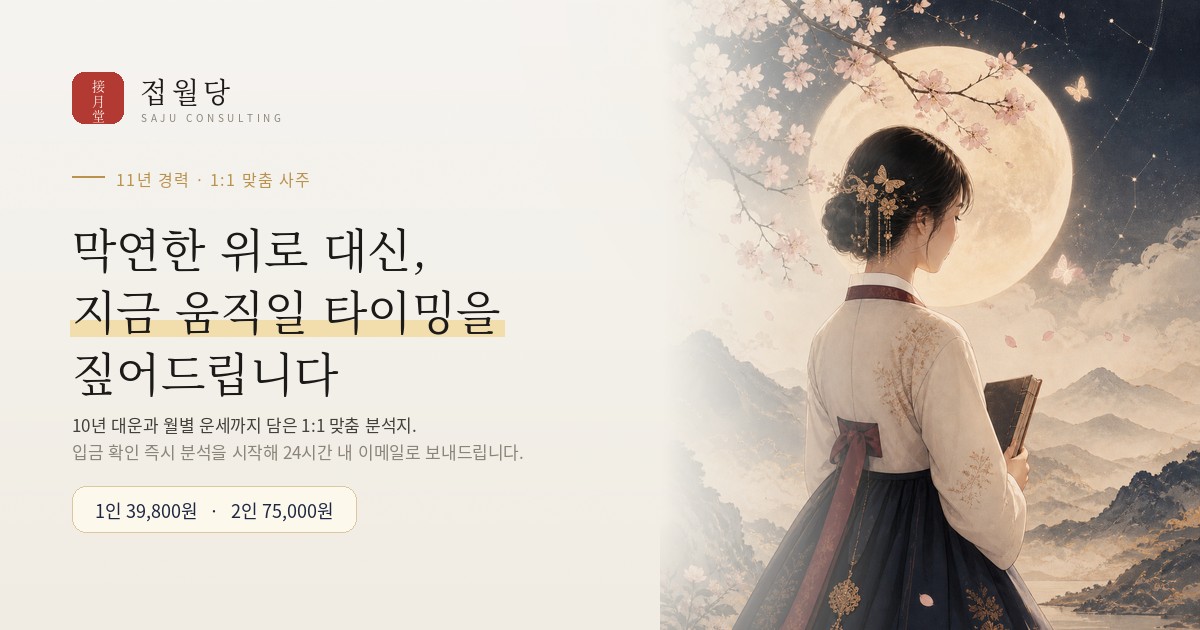 接月堂
접월당
SAJU CONSULTING
11년 경력 · 1:1 맞춤 사주
막연한 위로 대신,
지금 움직일 타이밍을
짚어드립니다
10년 대운과 월별 운세까지 담은 1:1 맞춤 분석지.
입금 확인 즉시 분석을 시작해 24시간 내 이메일로 보내드립니다.
1인 39,800원 · 2인 75,000원